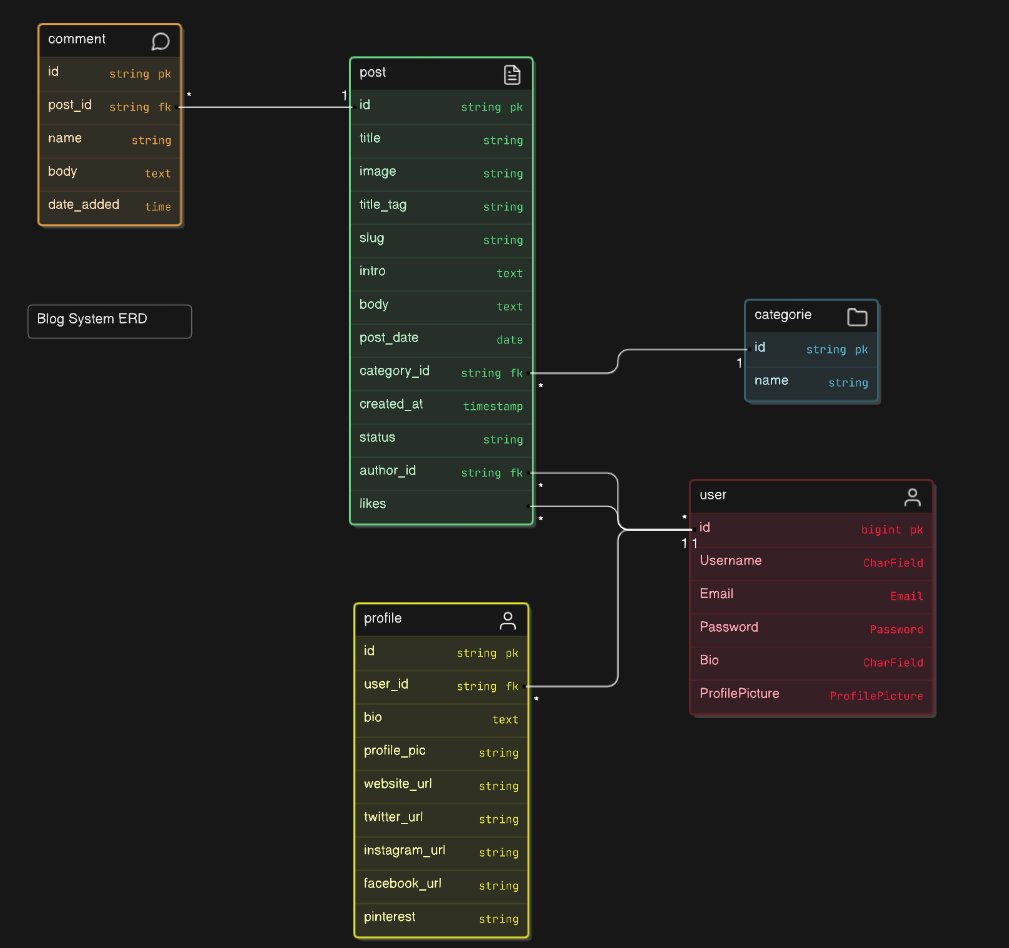 comment
id string pk
post_id string fk
name string
body text
date_added time
* 1
Blog System ERD
post
id string pk
title string
image string
title_tag string
slug string
intro text
body text
post_date date
category_id string fk
created_at timestamp
status string
author_id string fk
likes
* 1
*
*
categorie
id string pk
name string
user
* id bigint pk
1 1
Username CharField
Email Email
Password Password
Bio CharField
ProfilePicture ProfilePicture
profile
id string pk
user_id string fk
*
bio text
profile_pic string
website_url string
twitter_url string
instagram_url string
facebook_url string
pinterest string